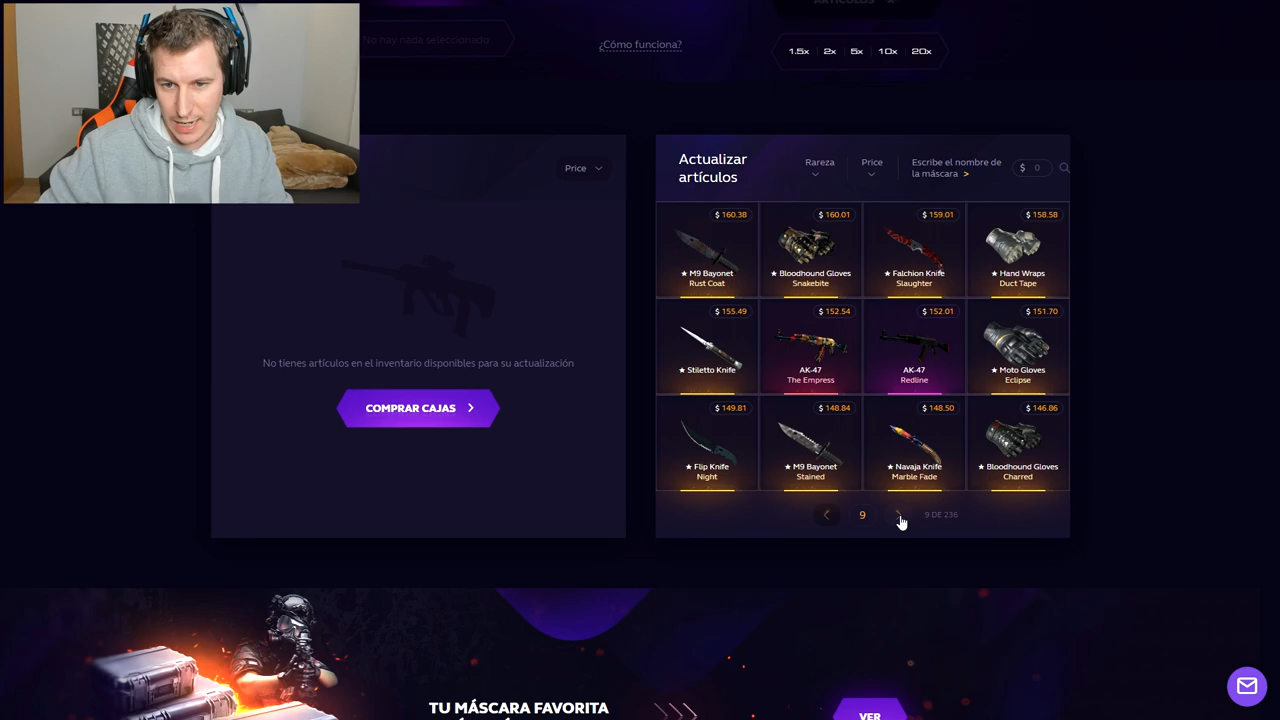 ARTÍCULOS
No hay nada seleccionado
¿Cómo funciona?
1.5x 2x 5x 10x 20x
Price
Actualizar
artículos
Rareza
Price
Escribe el nombre de
la máscara >
$ 0
$ 160.38
★ M9 Bayonet
Rust Coat
$ 160.01
★ Bloodhound Gloves
Snakebite
$ 159.01
★ Falchion Knife
Slaughter
$ 158.58
★ Hand Wraps
Duct Tape
$ 155.49
★ Stiletto Knife
$ 152.54
AK-47
The Empress
$ 152.01
AK-47
Redline
$ 151.70
★ Moto Gloves
Eclipse
$ 149.81
★ Flip Knife
Night
$ 148.84
★ M9 Bayonet
Stained
$ 148.50
★ Navaja Knife
Marble Fade
$ 146.86
★ Bloodhound Gloves
Charred
9
9 DE 236
No tienes artículos en el inventario disponibles para su actualización
COMPRAR CAJAS
TU MÁSCARA FAVORITA
VER